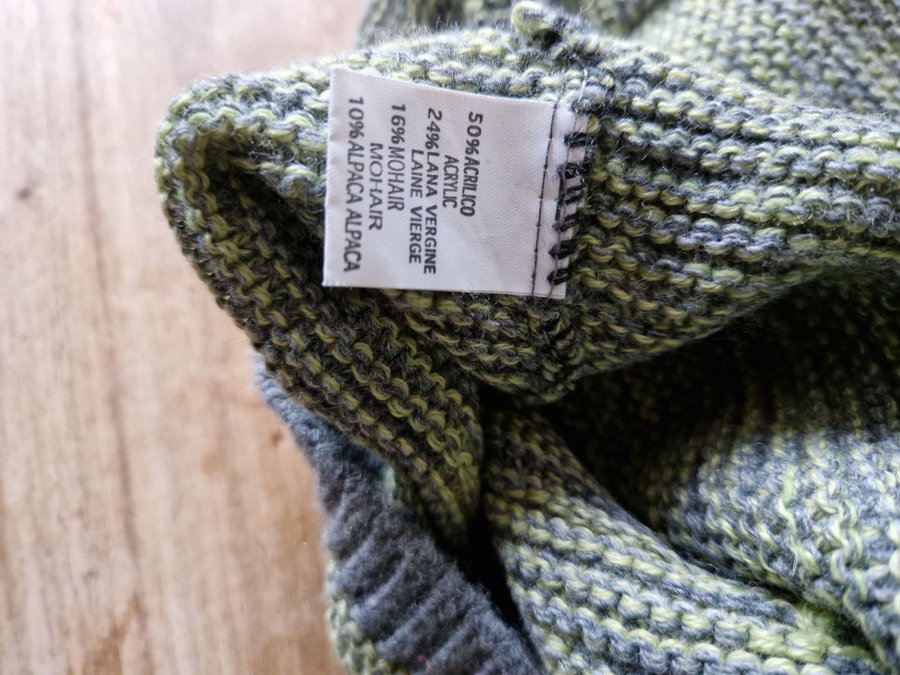 50%ACRILICO
ACRYLIC
24%LANA VERGINE
LAINE VIERGE
16%MOHAIR
MOHAIR
10%ALPACA ALPACA